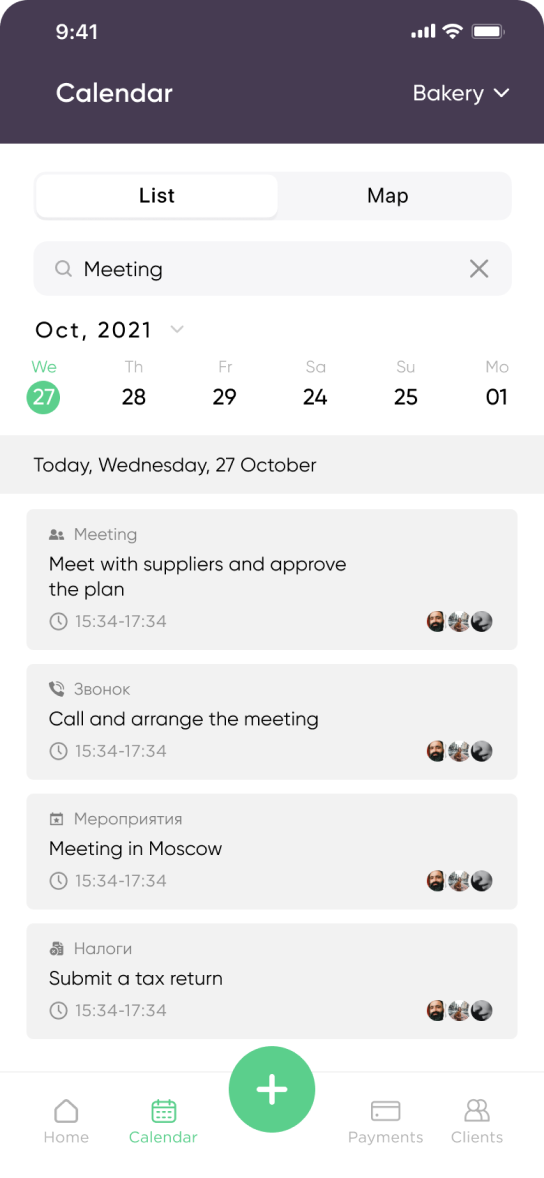 9:41
Calendar
Bakery
List
Map
Meeting
Oct, 2021
We Th Fr Sa Su Mo
27 28 29 24 25 01
Today, Wednesday, 27 October
Meeting
Meet with suppliers and approve
the plan
15:34-17:34
Звонок
Call and arrange the meeting
15:34-17:34
Мероприятия
Meeting in Moscow
15:34-17:34
Налоги
Submit a tax return
15:34-17:34
Home
Calendar
Payments
Clients